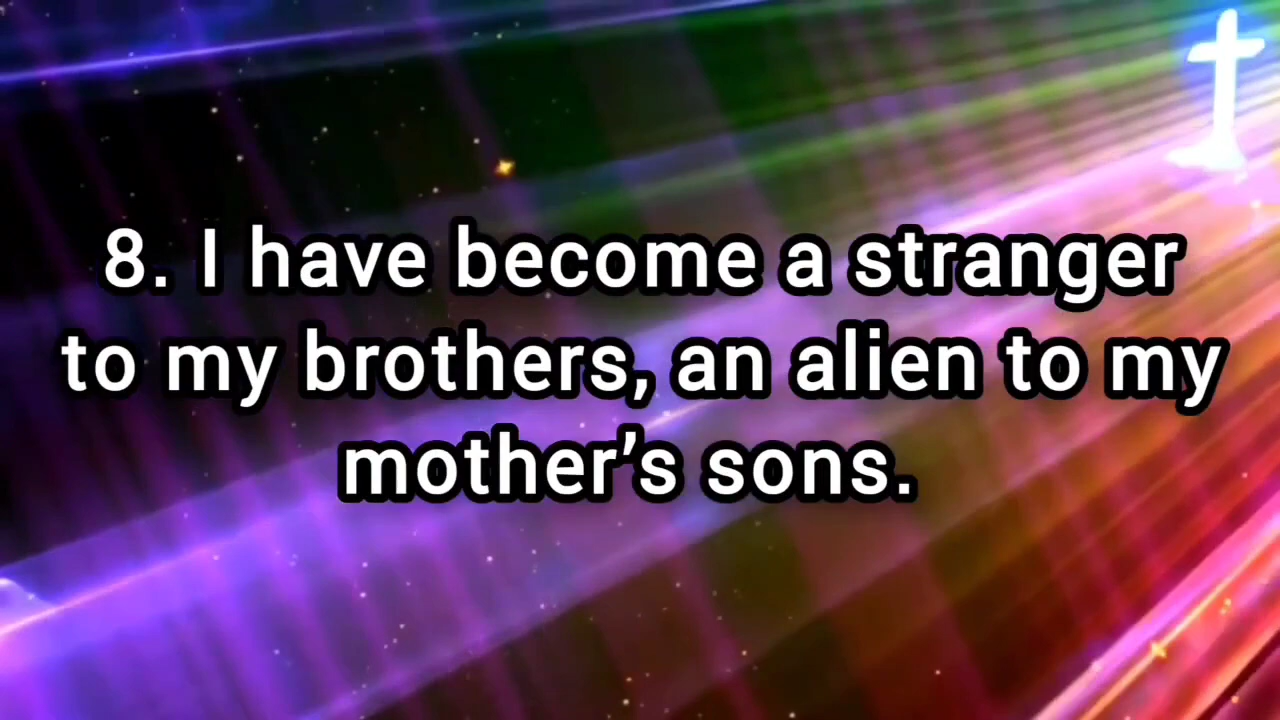 8. I have become a stranger
to my brothers, an alien to my
mother’s sons.